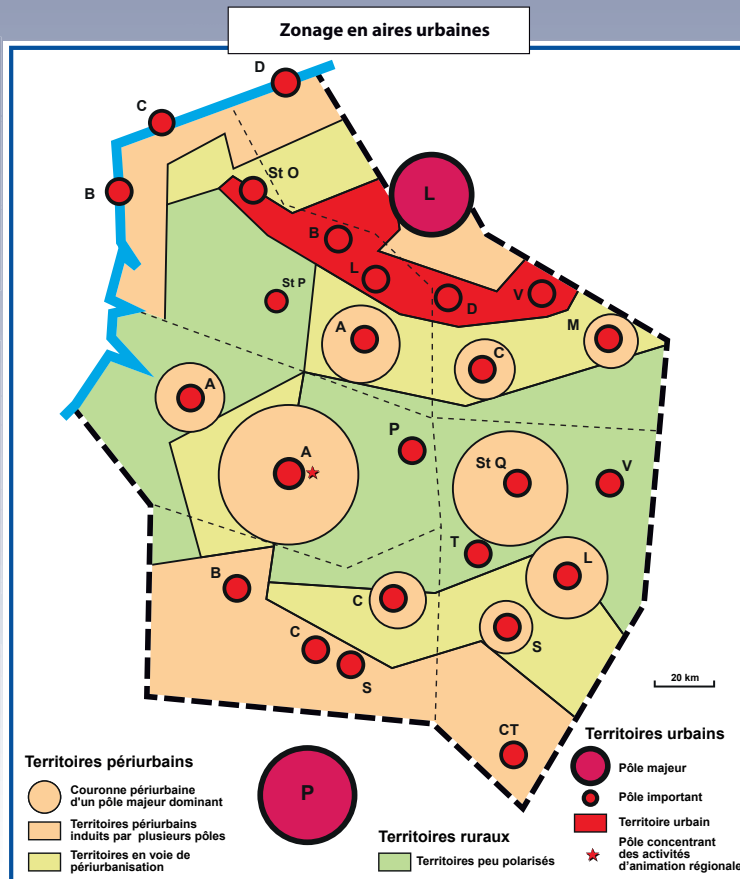 Zonage en aires urbaines
D
C
B
St O
L
B
L
St P
D
V
A
C
M
A
P
A
St Q
V
T
L
B
C
S
C
S
20 km
CT
P
Territoires périurbains
Couronne périurbaine
d'un pôle majeur dominant
Territoires périurbains
induits par plusieurs pôles
Territoires en voie de
périurbanisation
Territoires ruraux
Territoires peu polarisés
Territoires urbains
Pôle majeur
Pôle important
Territoire urbain
Pôle concentrant
des activités
d'animation régionale